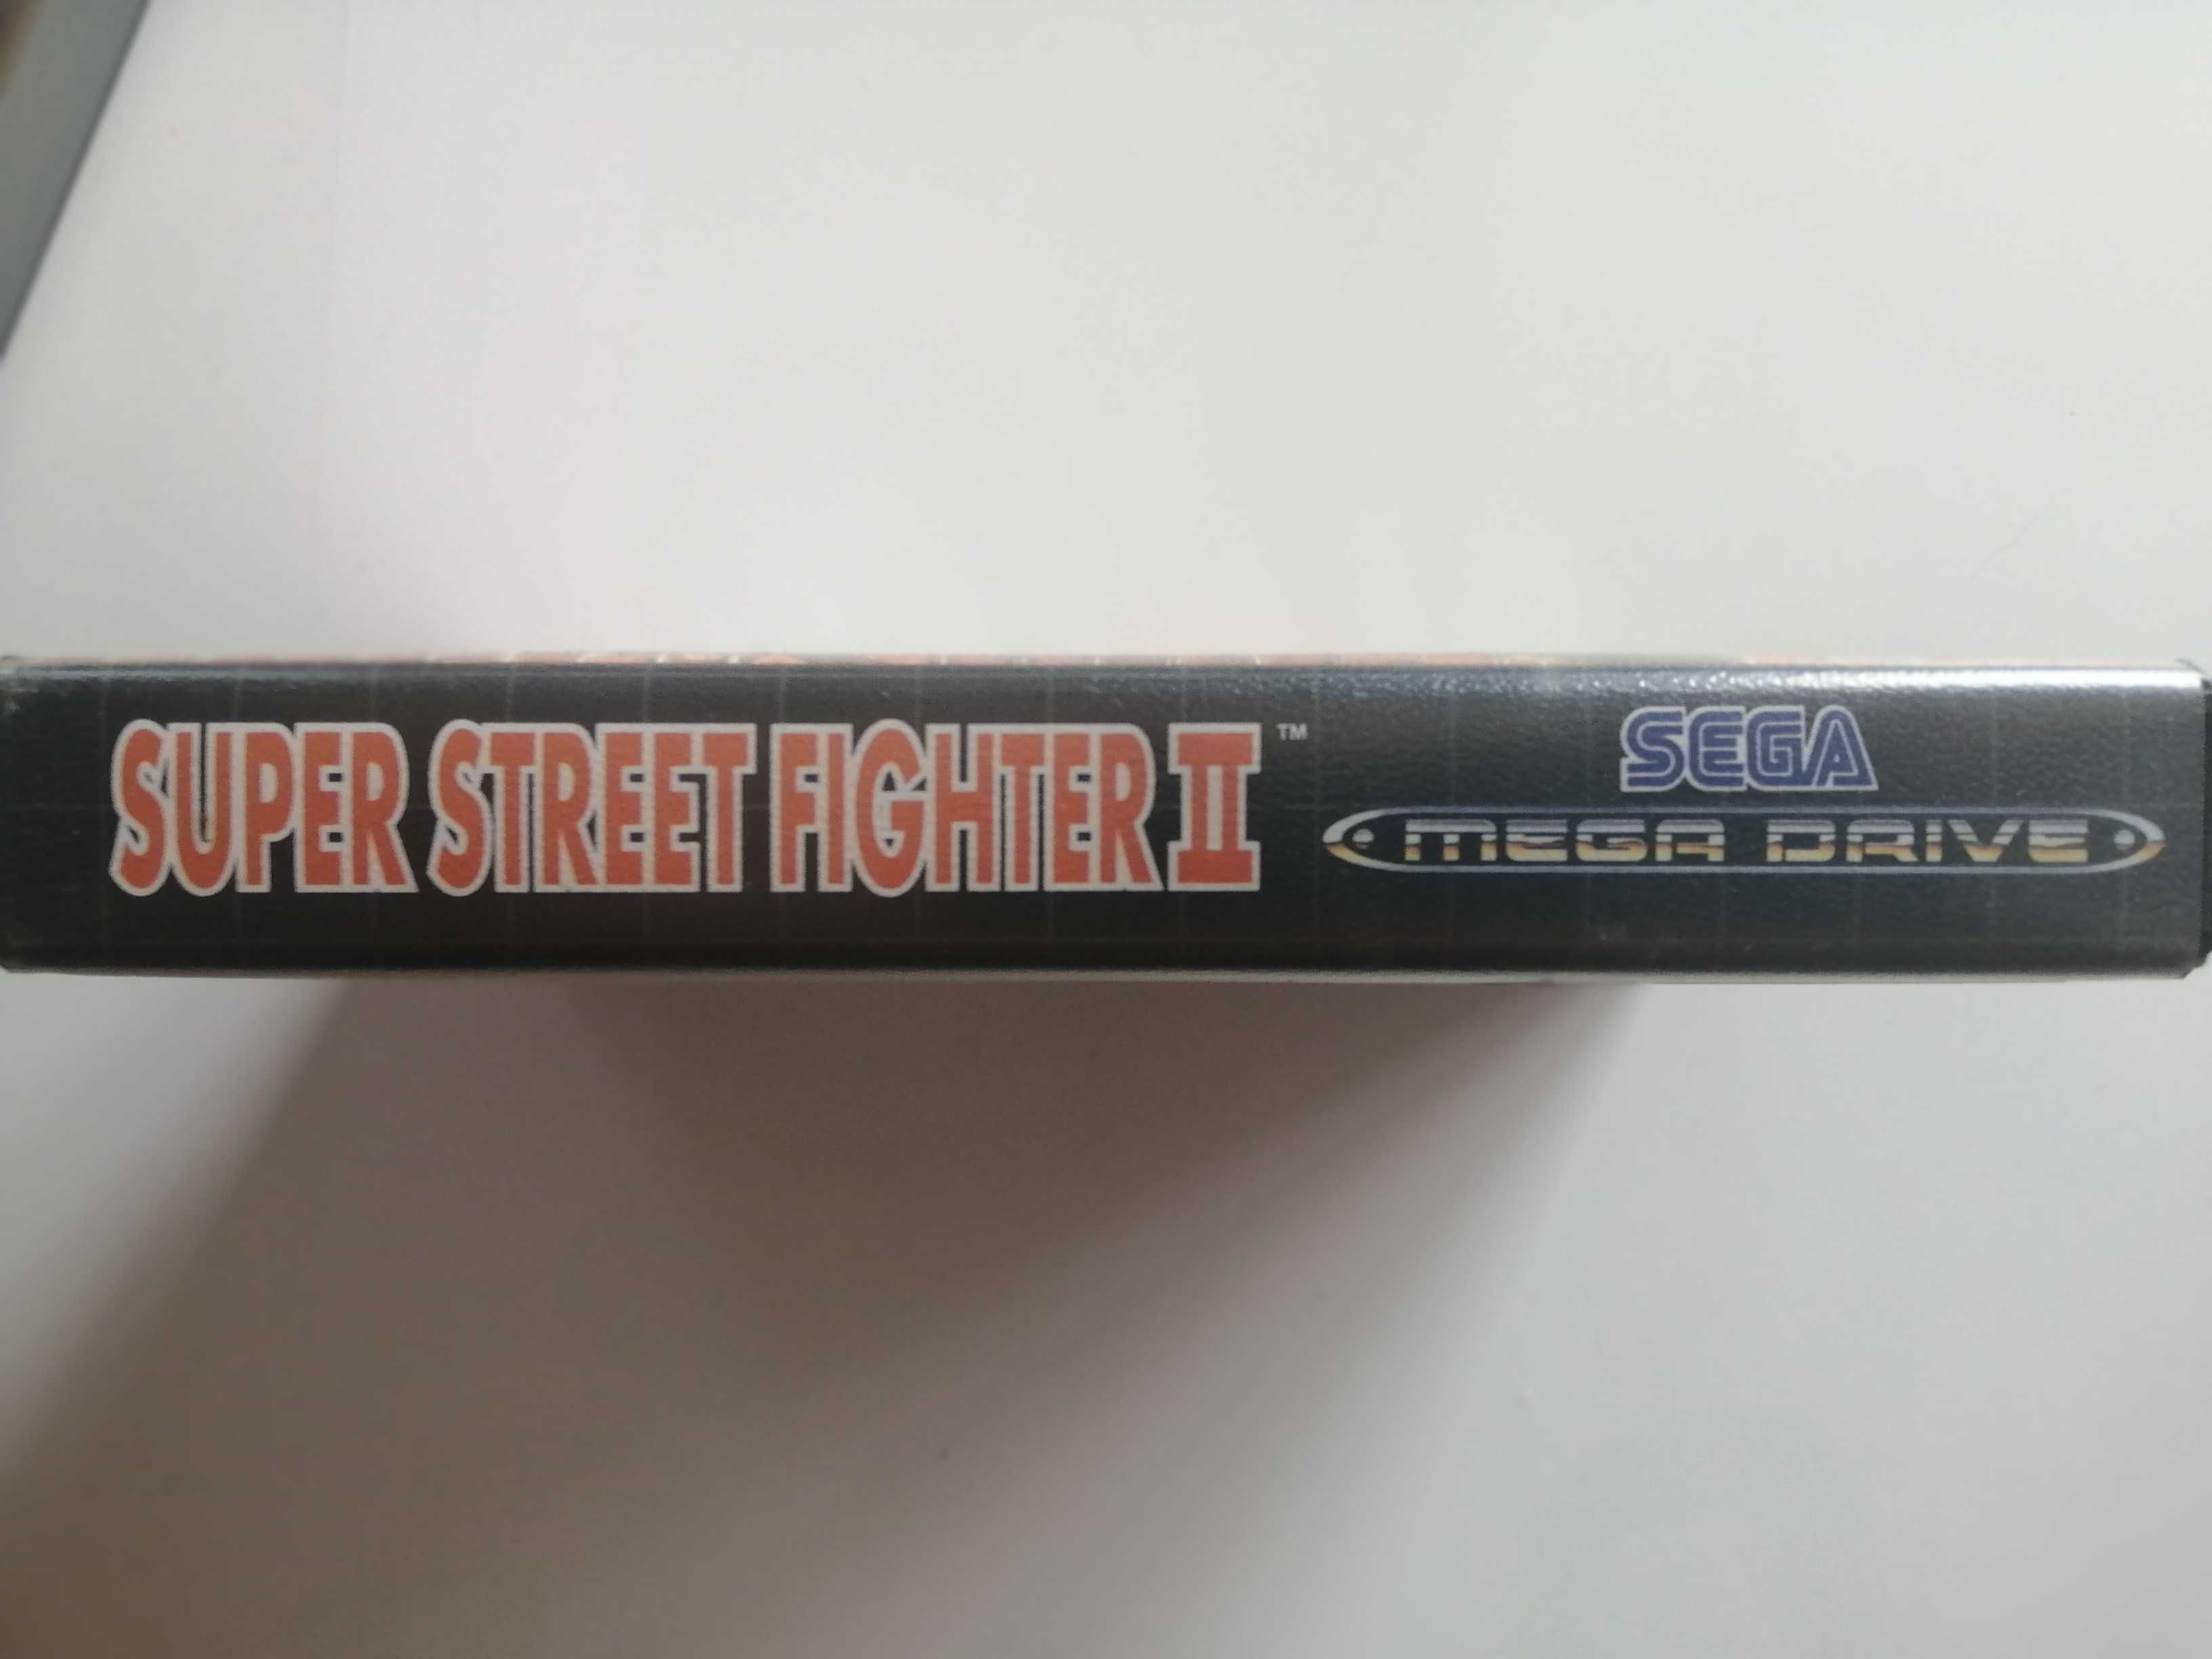 SUPER STREET FIGHTER II™
SEGA
MEGA DRIVE